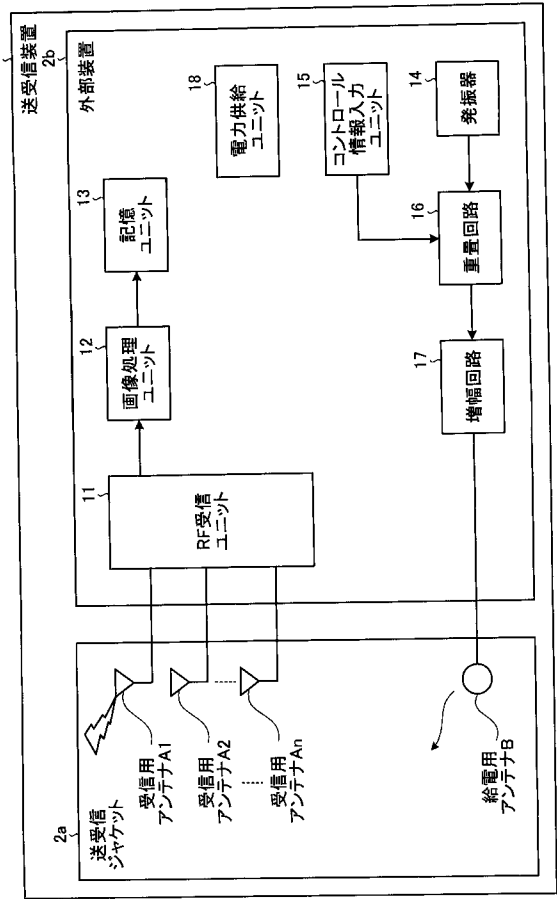 送受信装置
2a
送受信
ジャケット
受信用
アンテナA1
受信用
アンテナA2
受信用
アンテナAn
給電用
アンテナB
2b
外部装置
11
RF受信
ユニット
12
画像処理
ユニット
13
記憶
ユニット
18
電力供給
ユニット
15
コントロール
情報入力
ユニット
14
発振器
16
重畳回路
17
増幅回路